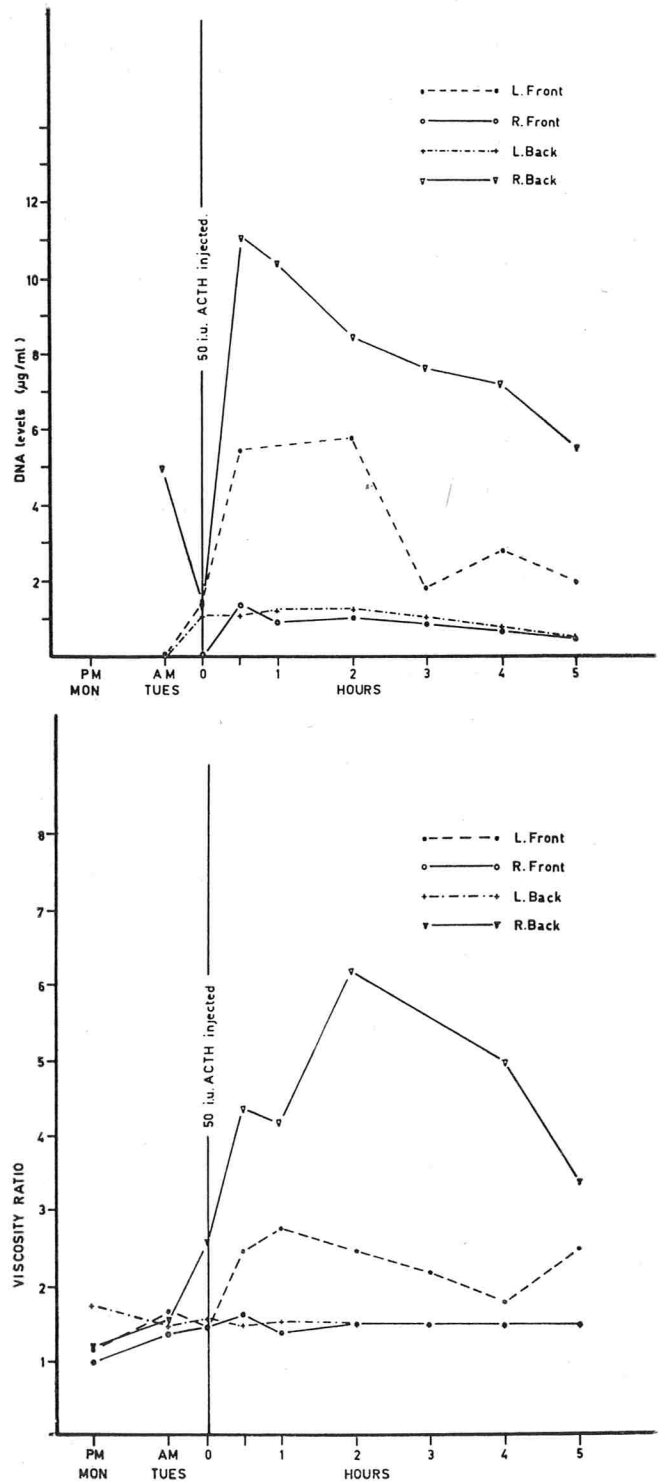 L. Front
R. Front
L. Back
R. Back
12
10
8
6
4
2
DNA levels (µg/ml)
50 i.u. ACTH injected.
PM AM 0 1 2 3 4 5
MON TUES HOURS
L. Front
R. Front
L. Back
R. Back
8
7
6
5
4
3
2
1
VISCOSITY RATIO
50 i.u. ACTH injected
PM AM 0 1 2 3 4 5
MON TUES HOURS